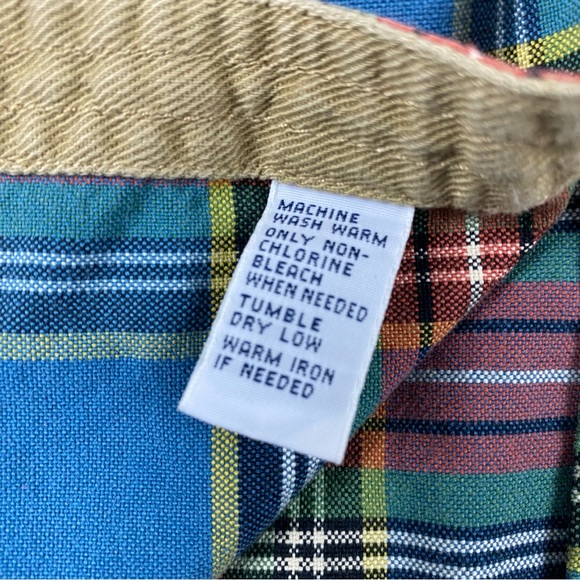 MACHINE
WASH WARM
ONLY NON-
CHLORINE
BLEACH
WHEN NEEDED
TUMBLE
DRY LOW
WARM IRON
IF NEEDED